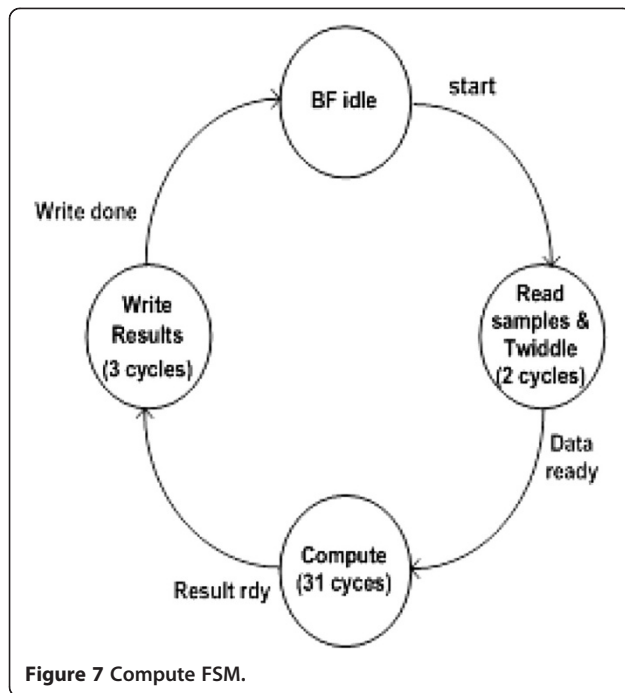 BF idle
start
Write done
Write
Results
(3 cycles)
Read
samples &
Twiddle
(2 cycles)
Data
ready
Compute
(31 cyces)
Result rdy
Figure 7 Compute FSM.